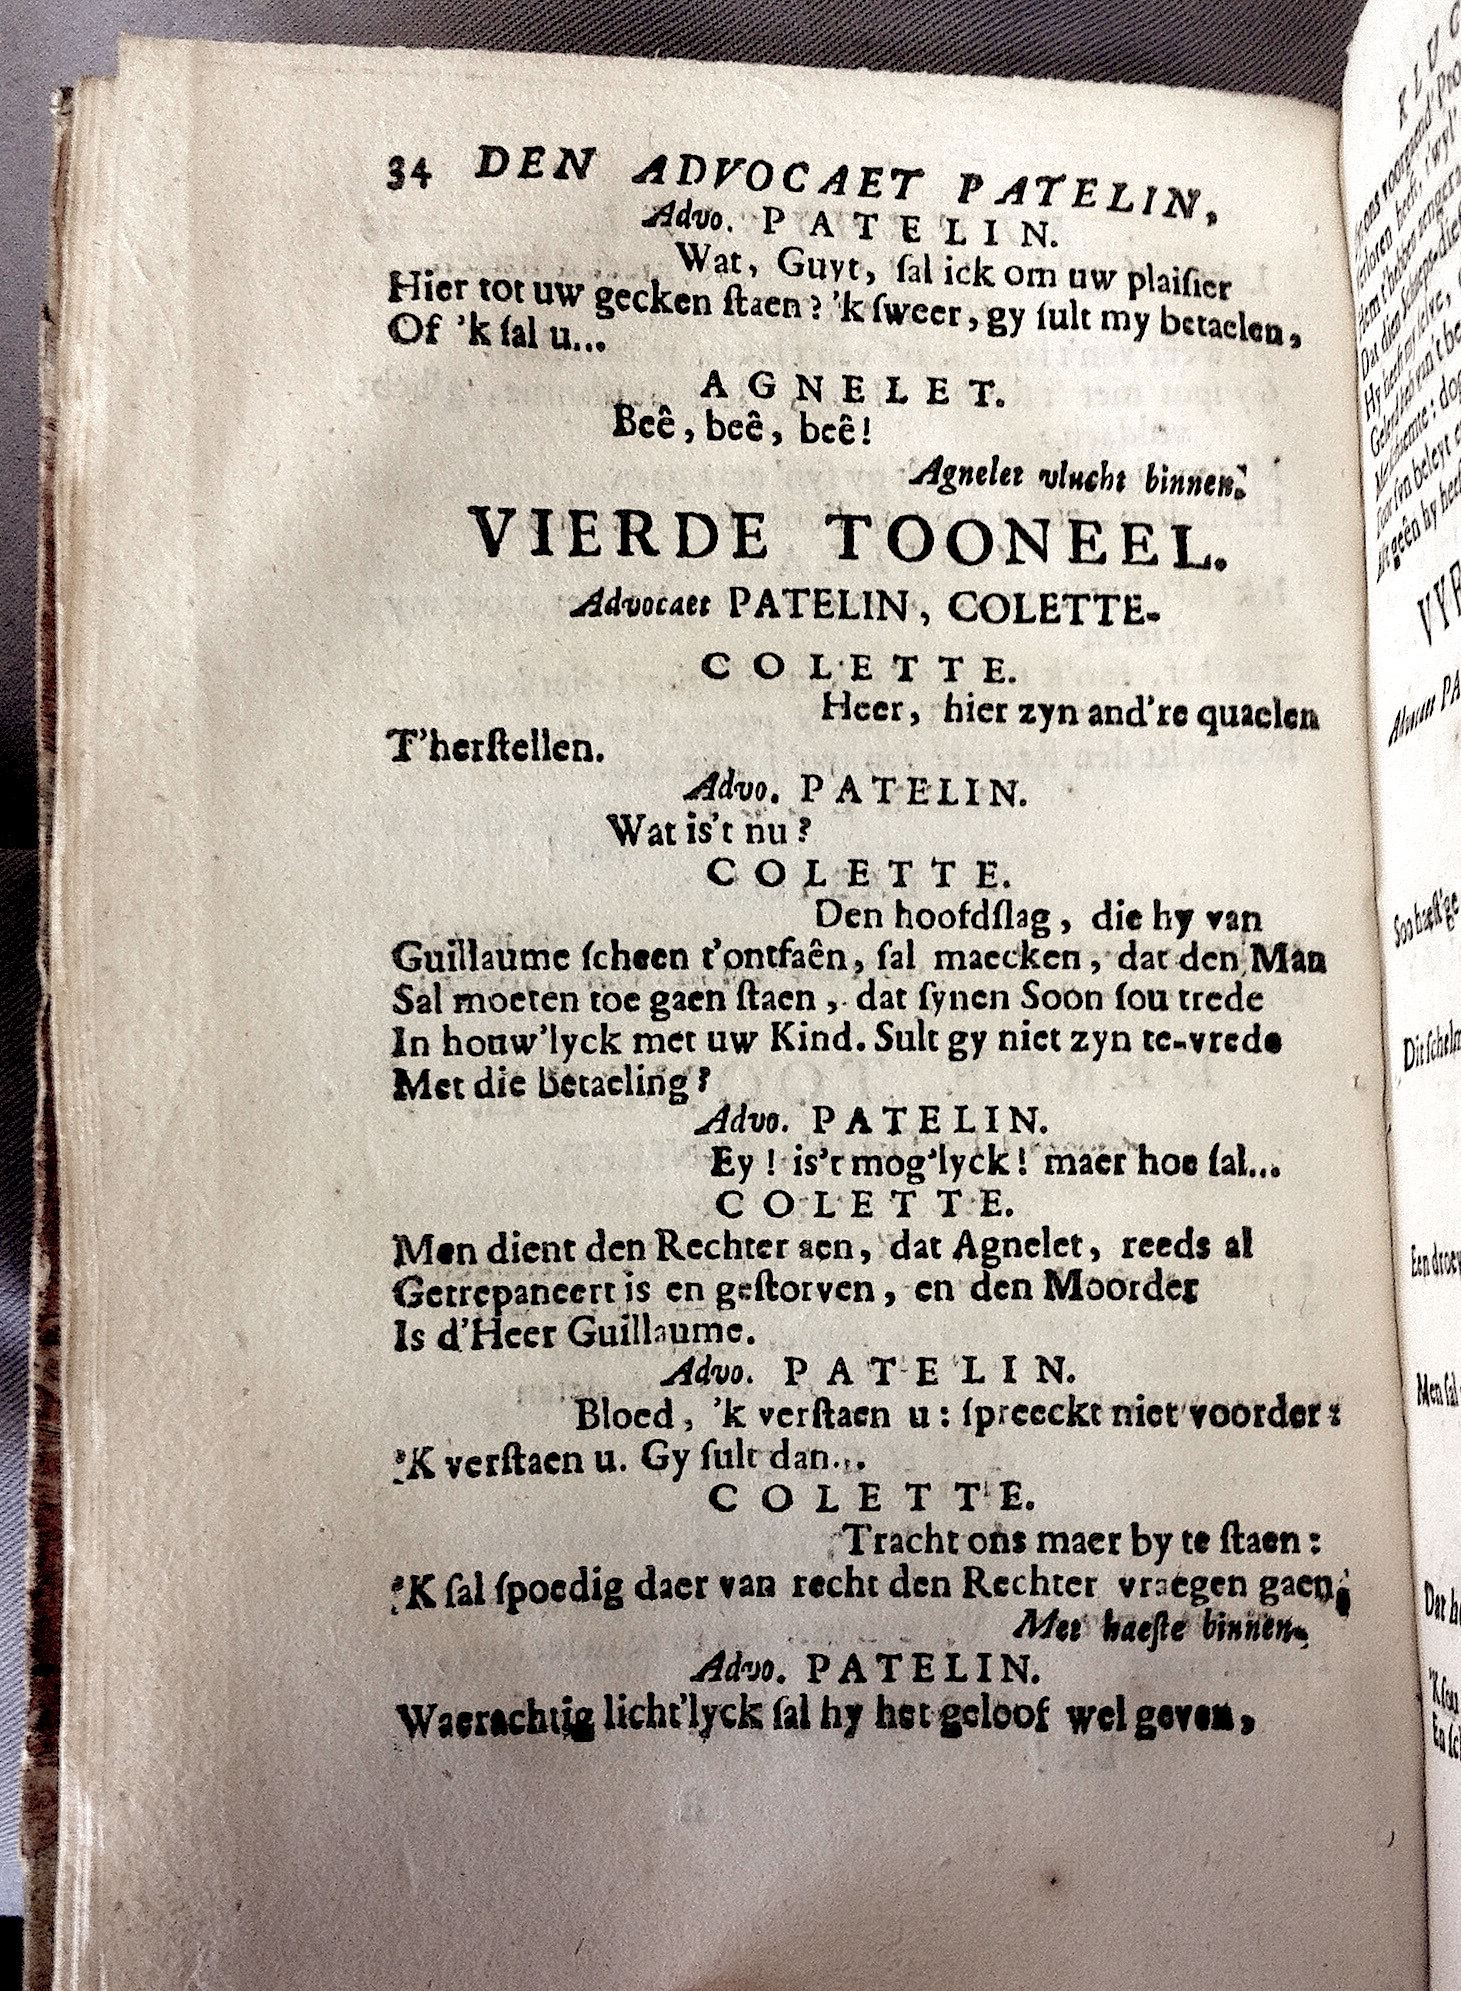 34 DEN ADVOCAET PATELIN,
Advo. PATELIN.
Wat, Guyt, ſal ick om uw plaiſier
Hier tot uw gecken ſtaen? 'k ſweer, gy ſult my betaelen,
Of 'k ſal u...
AGNELET.
Beê, beê, beê!
Agnelet vlucht binnen.
VIERDE TOONEEL.
Advocaet PATELIN, COLETTE.
COLETTE.
Heer, hier zyn and're quaelen
T'herſtellen.
Advo. PATELIN.
Wat is't nu?
COLETTE.
Den hoofdſlag, die hy van
Guillaume ſcheen t'ontfaên, ſal maecken, dat den Man
Sal moeten toe gaen ſtaen, dat ſynen Soon ſou trede
In houw'lyck met uw Kind. Sult gy niet zyn te-vrede
Met die betaeling?
Advo. PATELIN.
Ey! is't mog'lyck! maer hoe ſal...
COLETTE.
Men dient den Rechter aen, dat Agnelet, reeds al
Getrepaneert is en geſtorven, en den Moorder
Is d'Heer Guillaume.
Advo. PATELIN.
Bloed, 'k verſtaen u: ſpreeckt niet voorder:
'K verſtaen u. Gy ſult dan...
COLETTE.
Tracht ons maer by te ſtaen:
'K ſal ſpoedig daer van recht den Rechter vraegen gaen;
Met haeſte binnen.
Advo. PATELIN.
Waerachtig licht'lyck ſal hy het geloof wel geven,